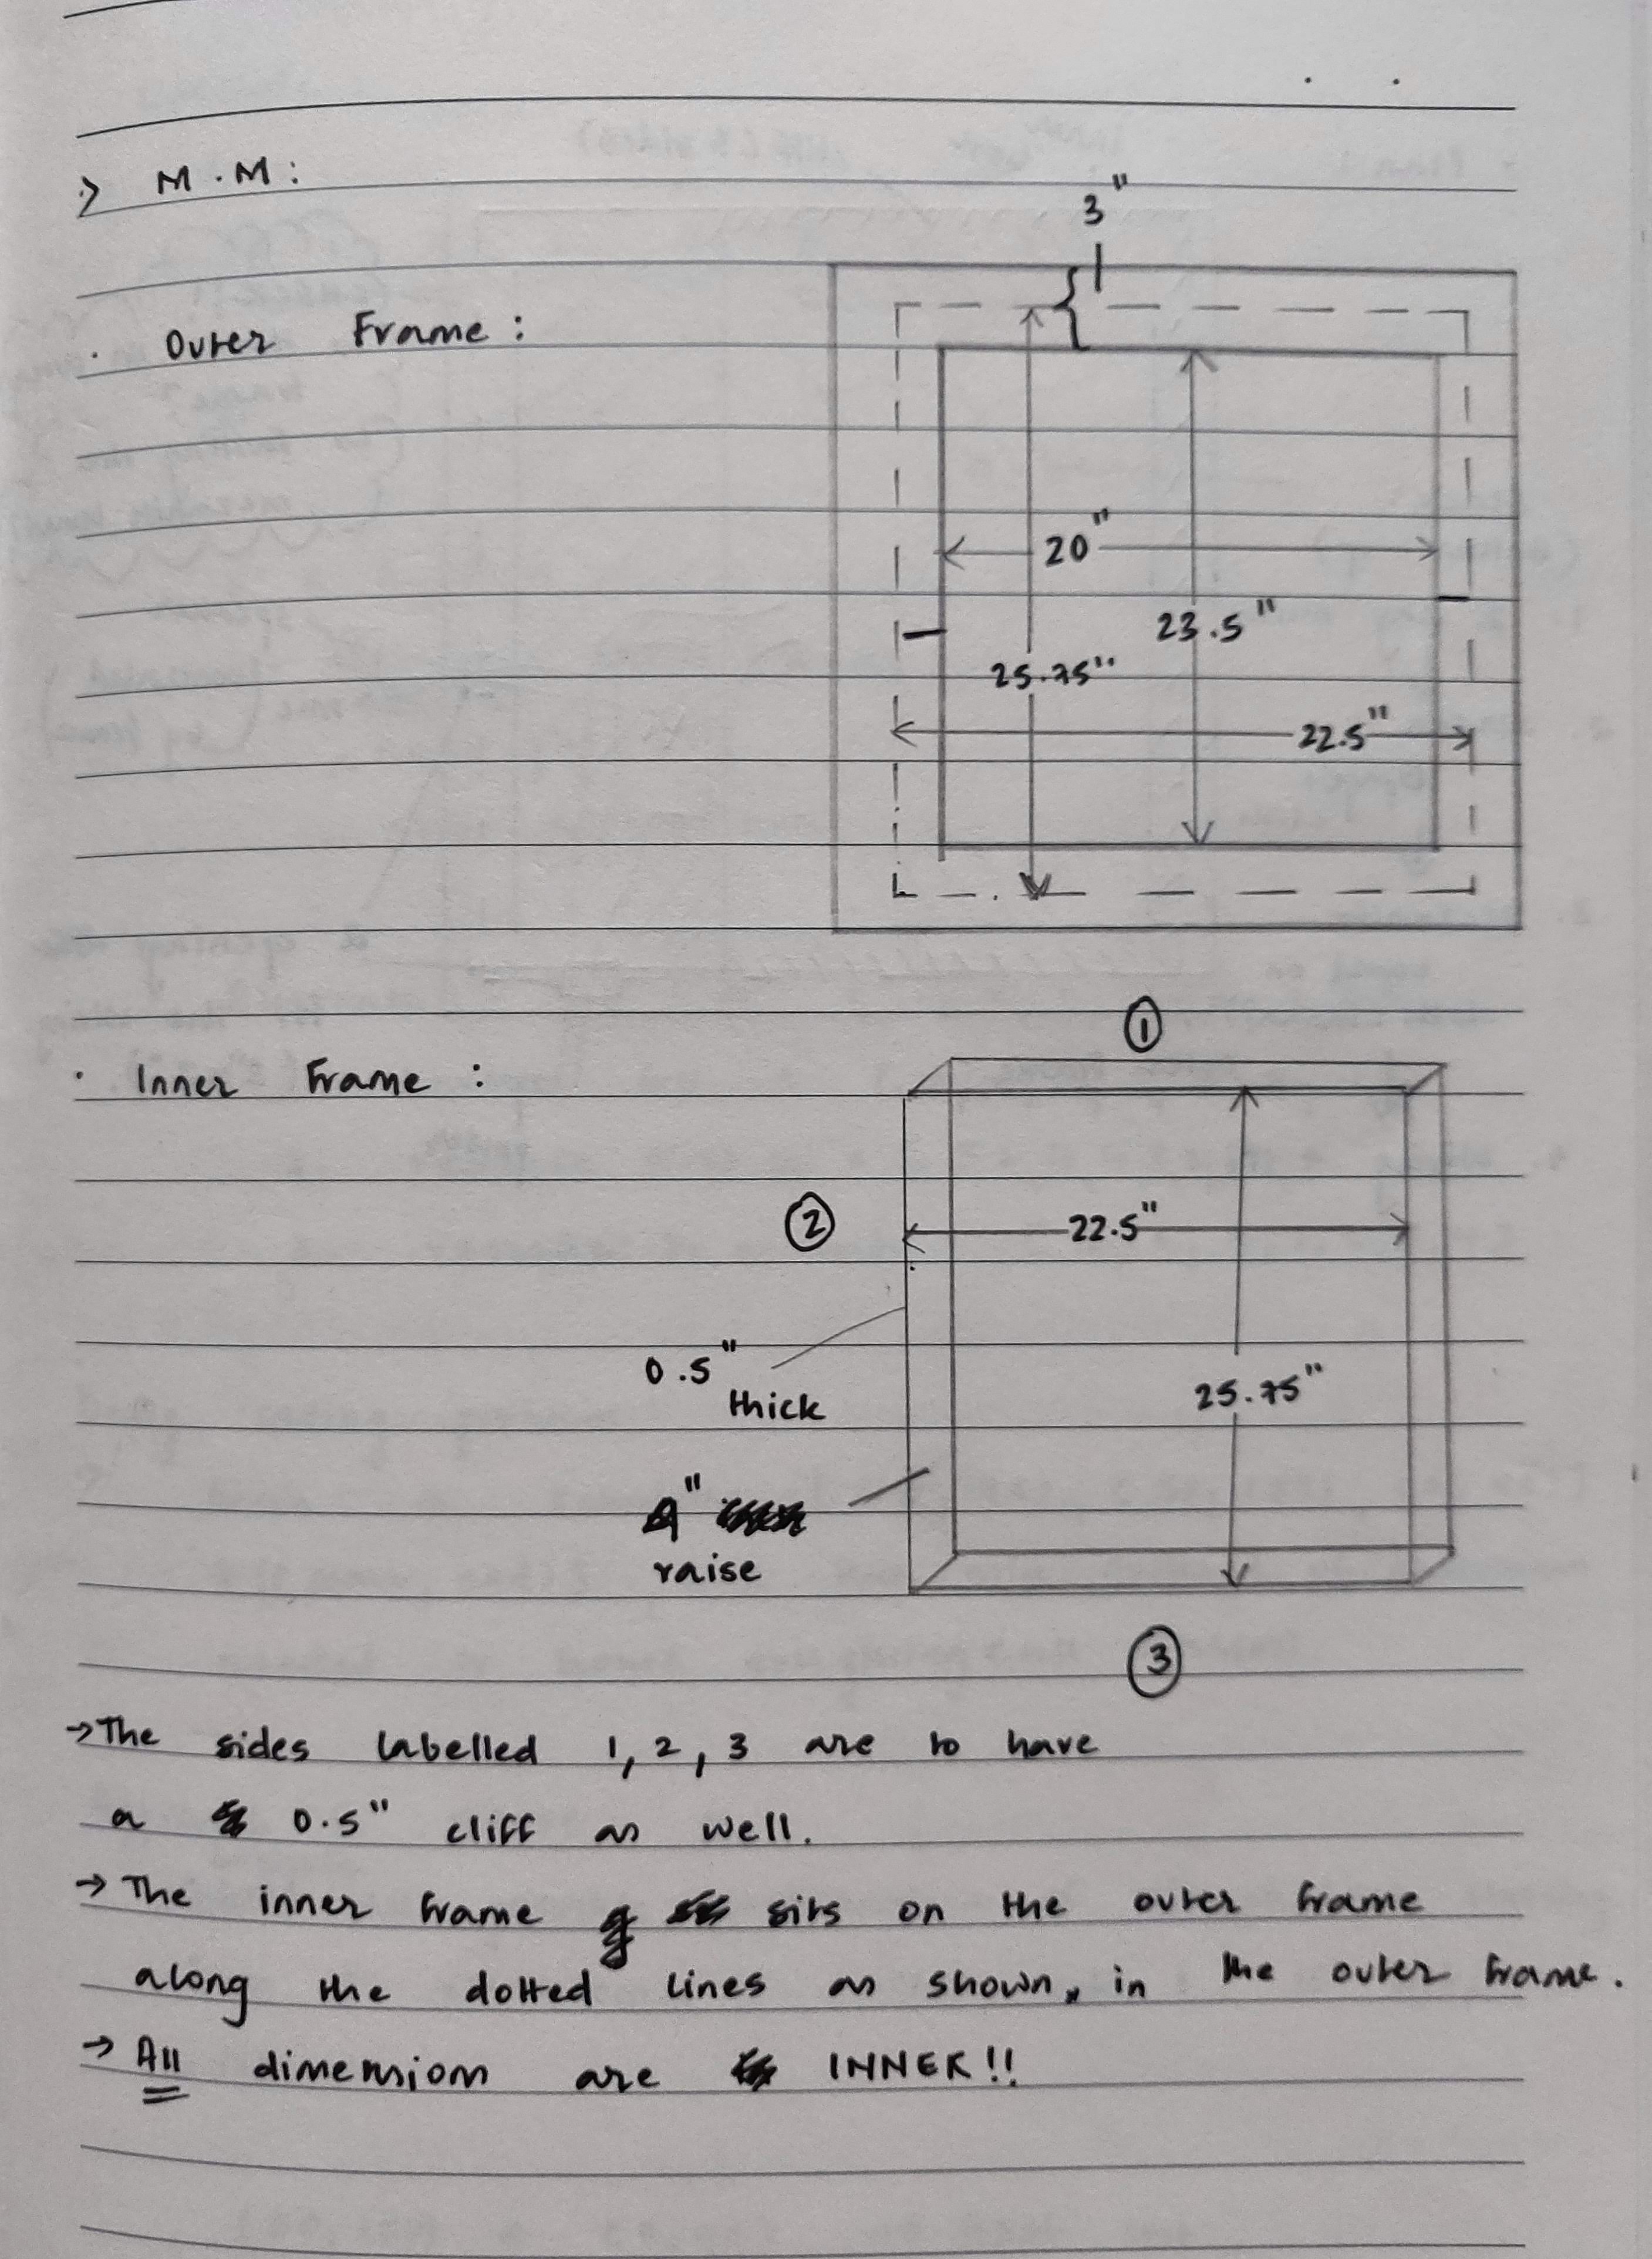 > M.M:
3"
· Outer Frame:
20"
23.5"
25.75"
22.5"
①
· Inner Frame:
②
22.5"
0.5"
thick
25.75"
4"
raise
③
→ The sides labelled 1, 2, 3 are to have
a 0.5" cliff as well.
→ The inner frame sits on the outer frame
along the dotted lines as shown, in the outer frame.
→ All dimensions are INNER!!